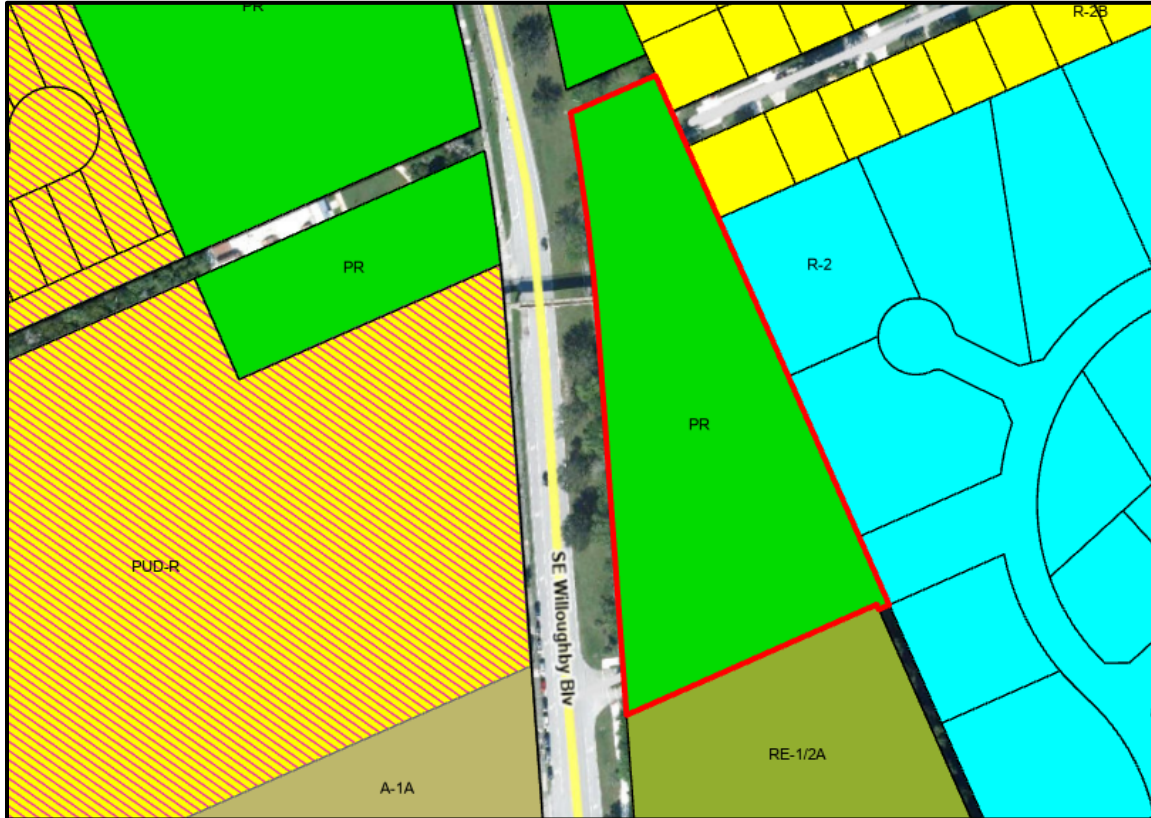 PR
R-2B
PR
R-2
PR
SE Willoughby Blv
PUD-R
RE-1/2A
A-1A